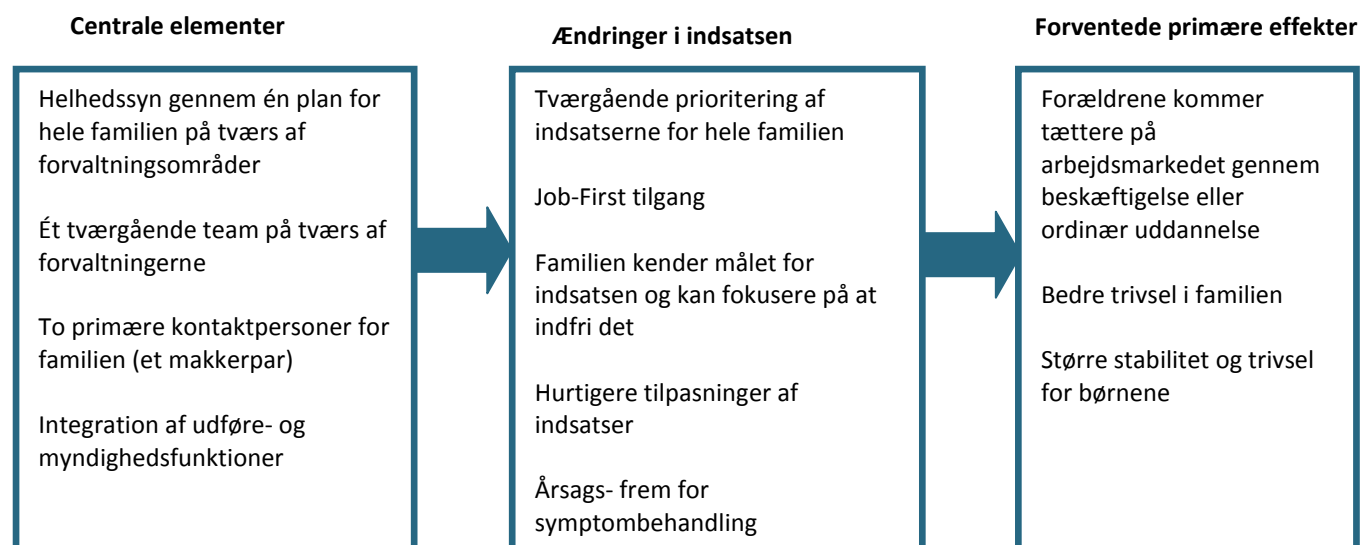 Centrale elementer
Helhedssyn gennem én plan for
hele familien på tværs af
forvaltningsområder
Ét tværgående team på tværs af
forvaltningerne
To primære kontaktpersoner for
familien (et makkerpar)
Integration af udføre- og
myndighedsfunktioner
Ændringer i indsatsen
Tværgående prioritering af
indsatserne for hele familien
Job-First tilgang
Familien kender målet for
indsatsen og kan fokusere på at
indfri det
Hurtigere tilpasninger af
indsatser
Årsags- frem for
symptombehandling
Forventede primære effekter
Forældrene kommer
tættere på
arbejdsmarkedet gennem
beskæftigelse eller
ordinær uddannelse
Bedre trivsel i familien
Større stabilitet og trivsel
for børnene